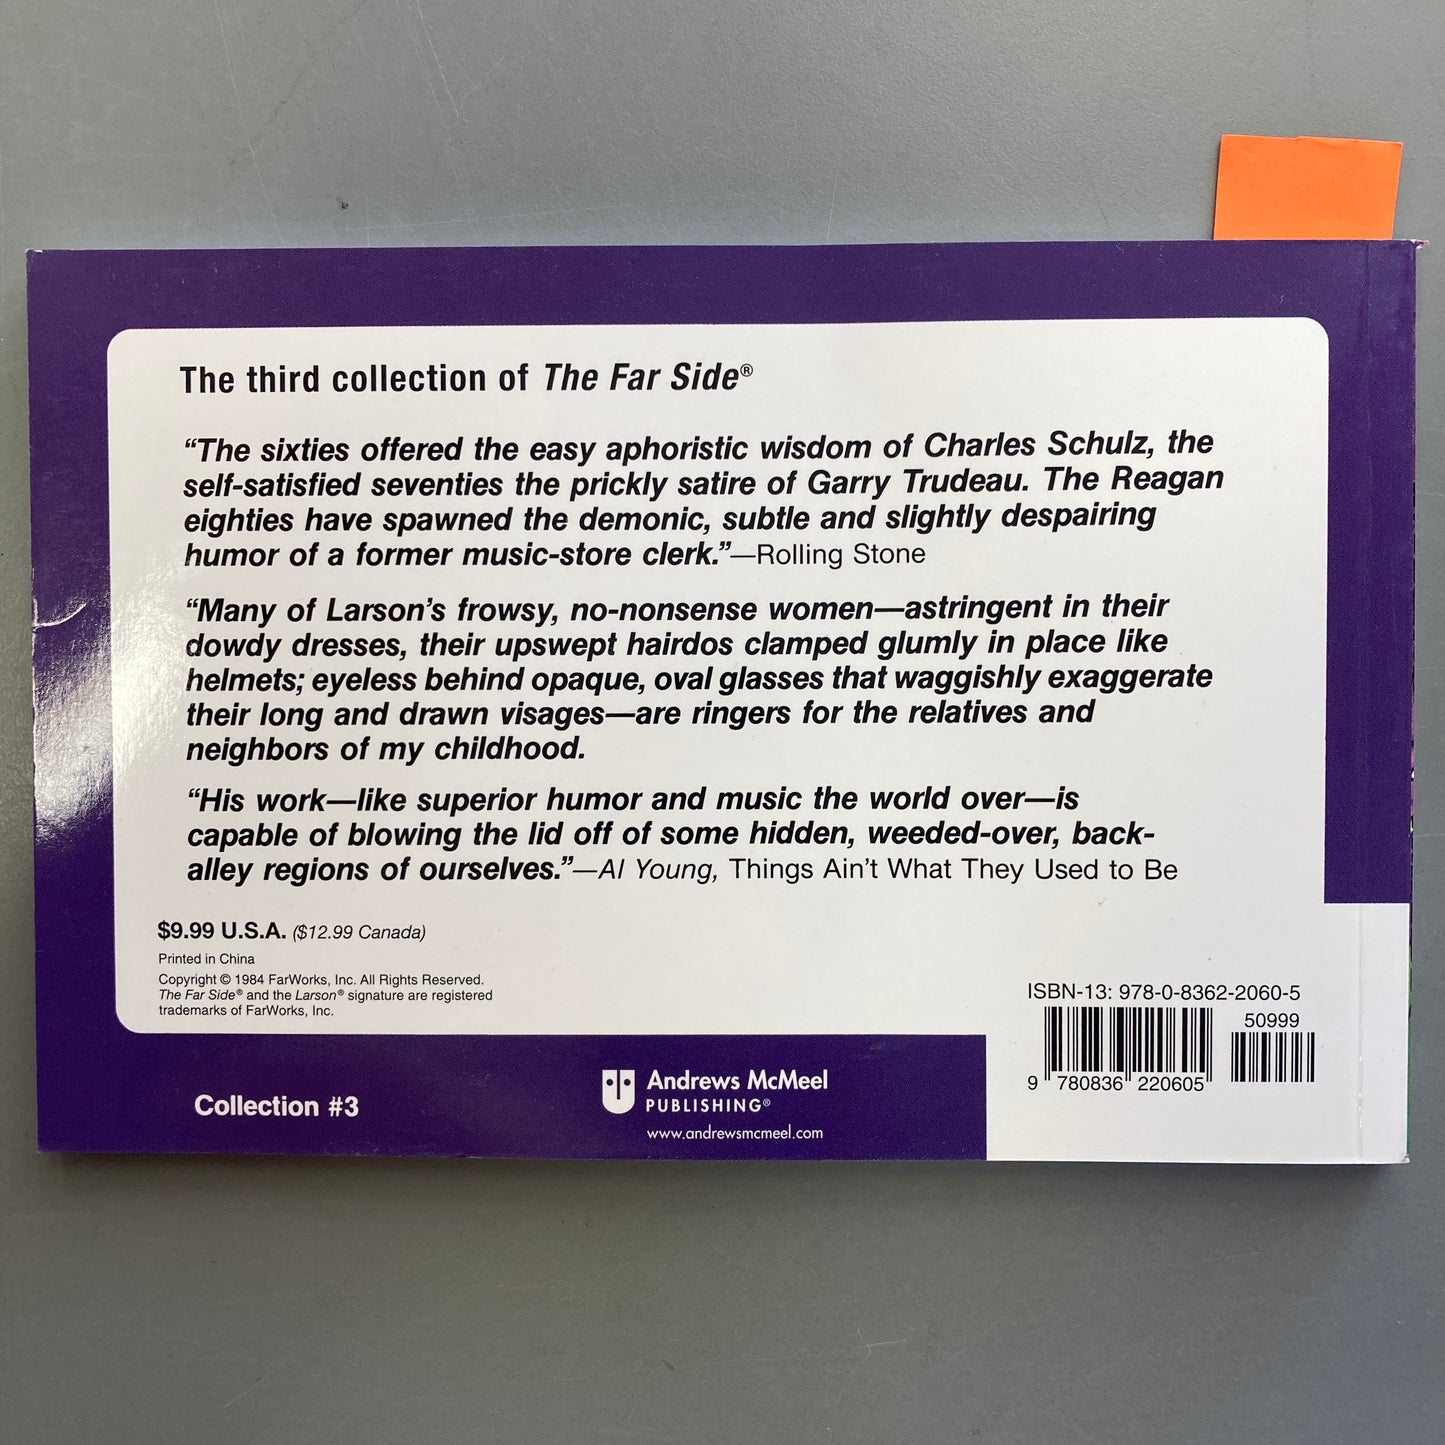 The third collection of The Far Side®
“The sixties offered the easy aphoristic wisdom of Charles Schulz, the
self-satisfied seventies the prickly satire of Garry Trudeau. The Reagan
eighties have spawned the demonic, subtle and slightly despairing
humor of a former music-store clerk.”—Rolling Stone
“Many of Larson’s frowsy, no-nonsense women—astringent in their
dowdy dresses, their upswept hairdos clamped glumly in place like
helmets; eyeless behind opaque, oval glasses that waggishly exaggerate
their long and drawn visages—are ringers for the relatives and
neighbors of my childhood.
“His work—like superior humor and music the world over—is
capable of blowing the lid off of some hidden, weeded-over, back-
alley regions of ourselves.”—Al Young, Things Ain’t What They Used to Be
$9.99 U.S.A. ($12.99 Canada)
Printed in China
Copyright © 1984 FarWorks, Inc. All Rights Reserved.
The Far Side® and the Larson® signature are registered
trademarks of FarWorks, Inc.
ISBN-13: 978-0-8362-2060-5
50999
9 780836 220605
Collection #3
Andrews McMeel
PUBLISHING®
www.andrewsmcmeel.com